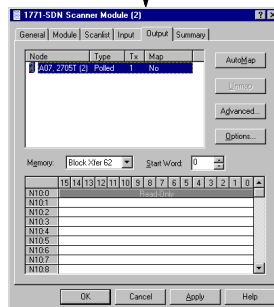 1771-SDN Scanner Module (2)
General Module Scanlist Input Output Summary
Node Type Tx Map
A07, 2705T (2) Polled 1 No
AutoMap
Unmap
Advanced...
Options...
Memory: Block Xfer 62 Start Word: 0
15 14 13 12 11 10 9 8 7 6 5 4 3 2 1 0
N10:0 Read-Only
N10:1
N10:2
N10:3
N10:4
N10:5
N10:6
N10:7
N10:8
OK Cancel Apply Help